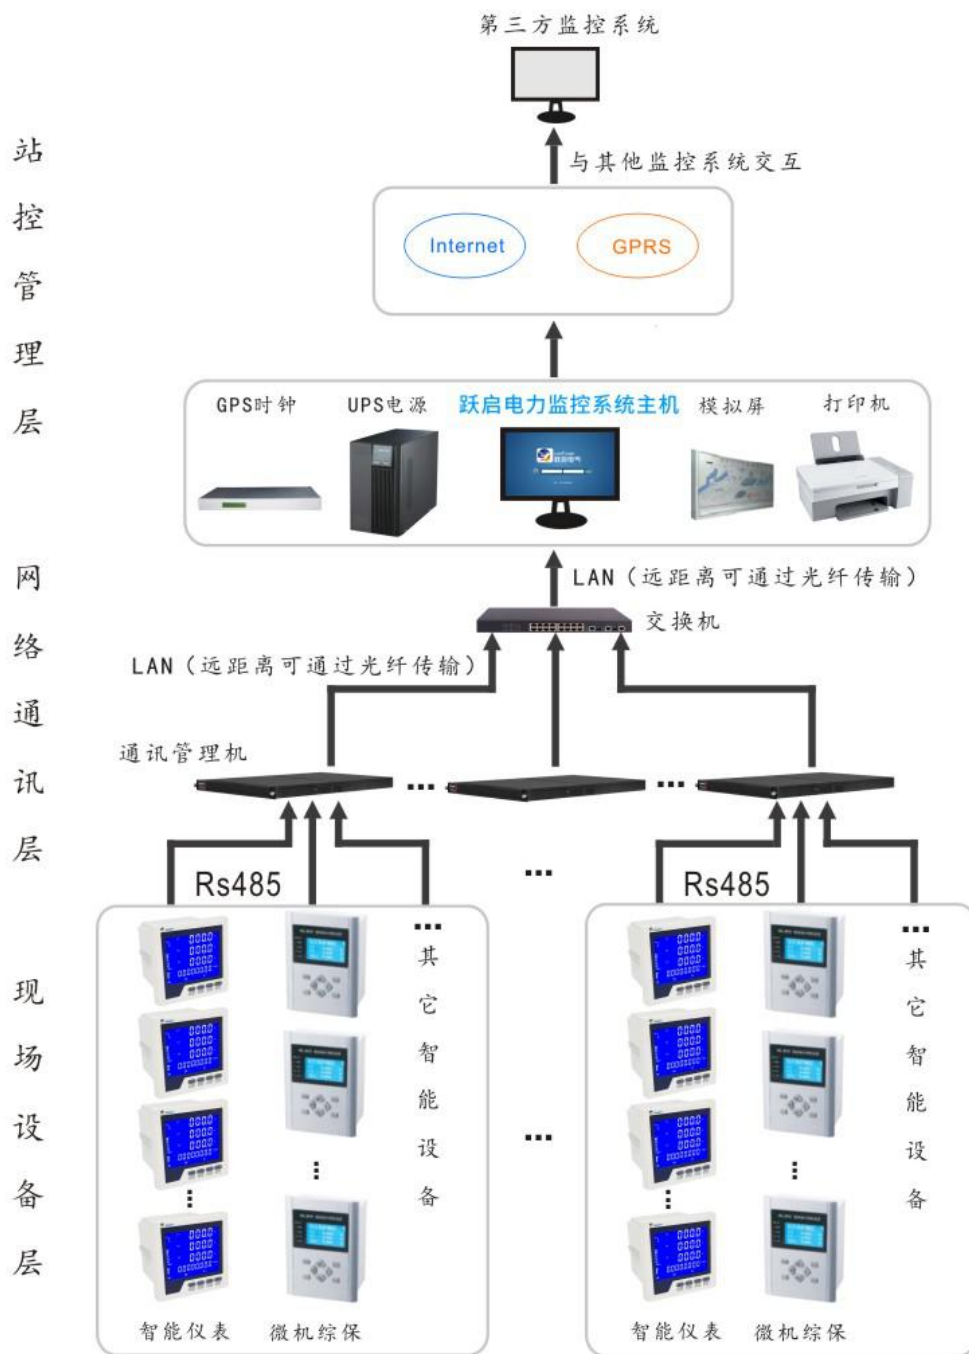 第三方监控系统
与其他监控系统交互
Internet
GPRS
站控管理层
GPS时钟
UPS电源
跃启电力监控系统主机
模拟屏
打印机
LAN（远距离可通过光纤传输）
交换机
LAN（远距离可通过光纤传输）
通讯管理机
...
...
网络通讯层
Rs485
...
Rs485
...
其它智能设备
...
其它智能设备
现场设备层
...
智能仪表
微机综保
智能仪表
微机综保